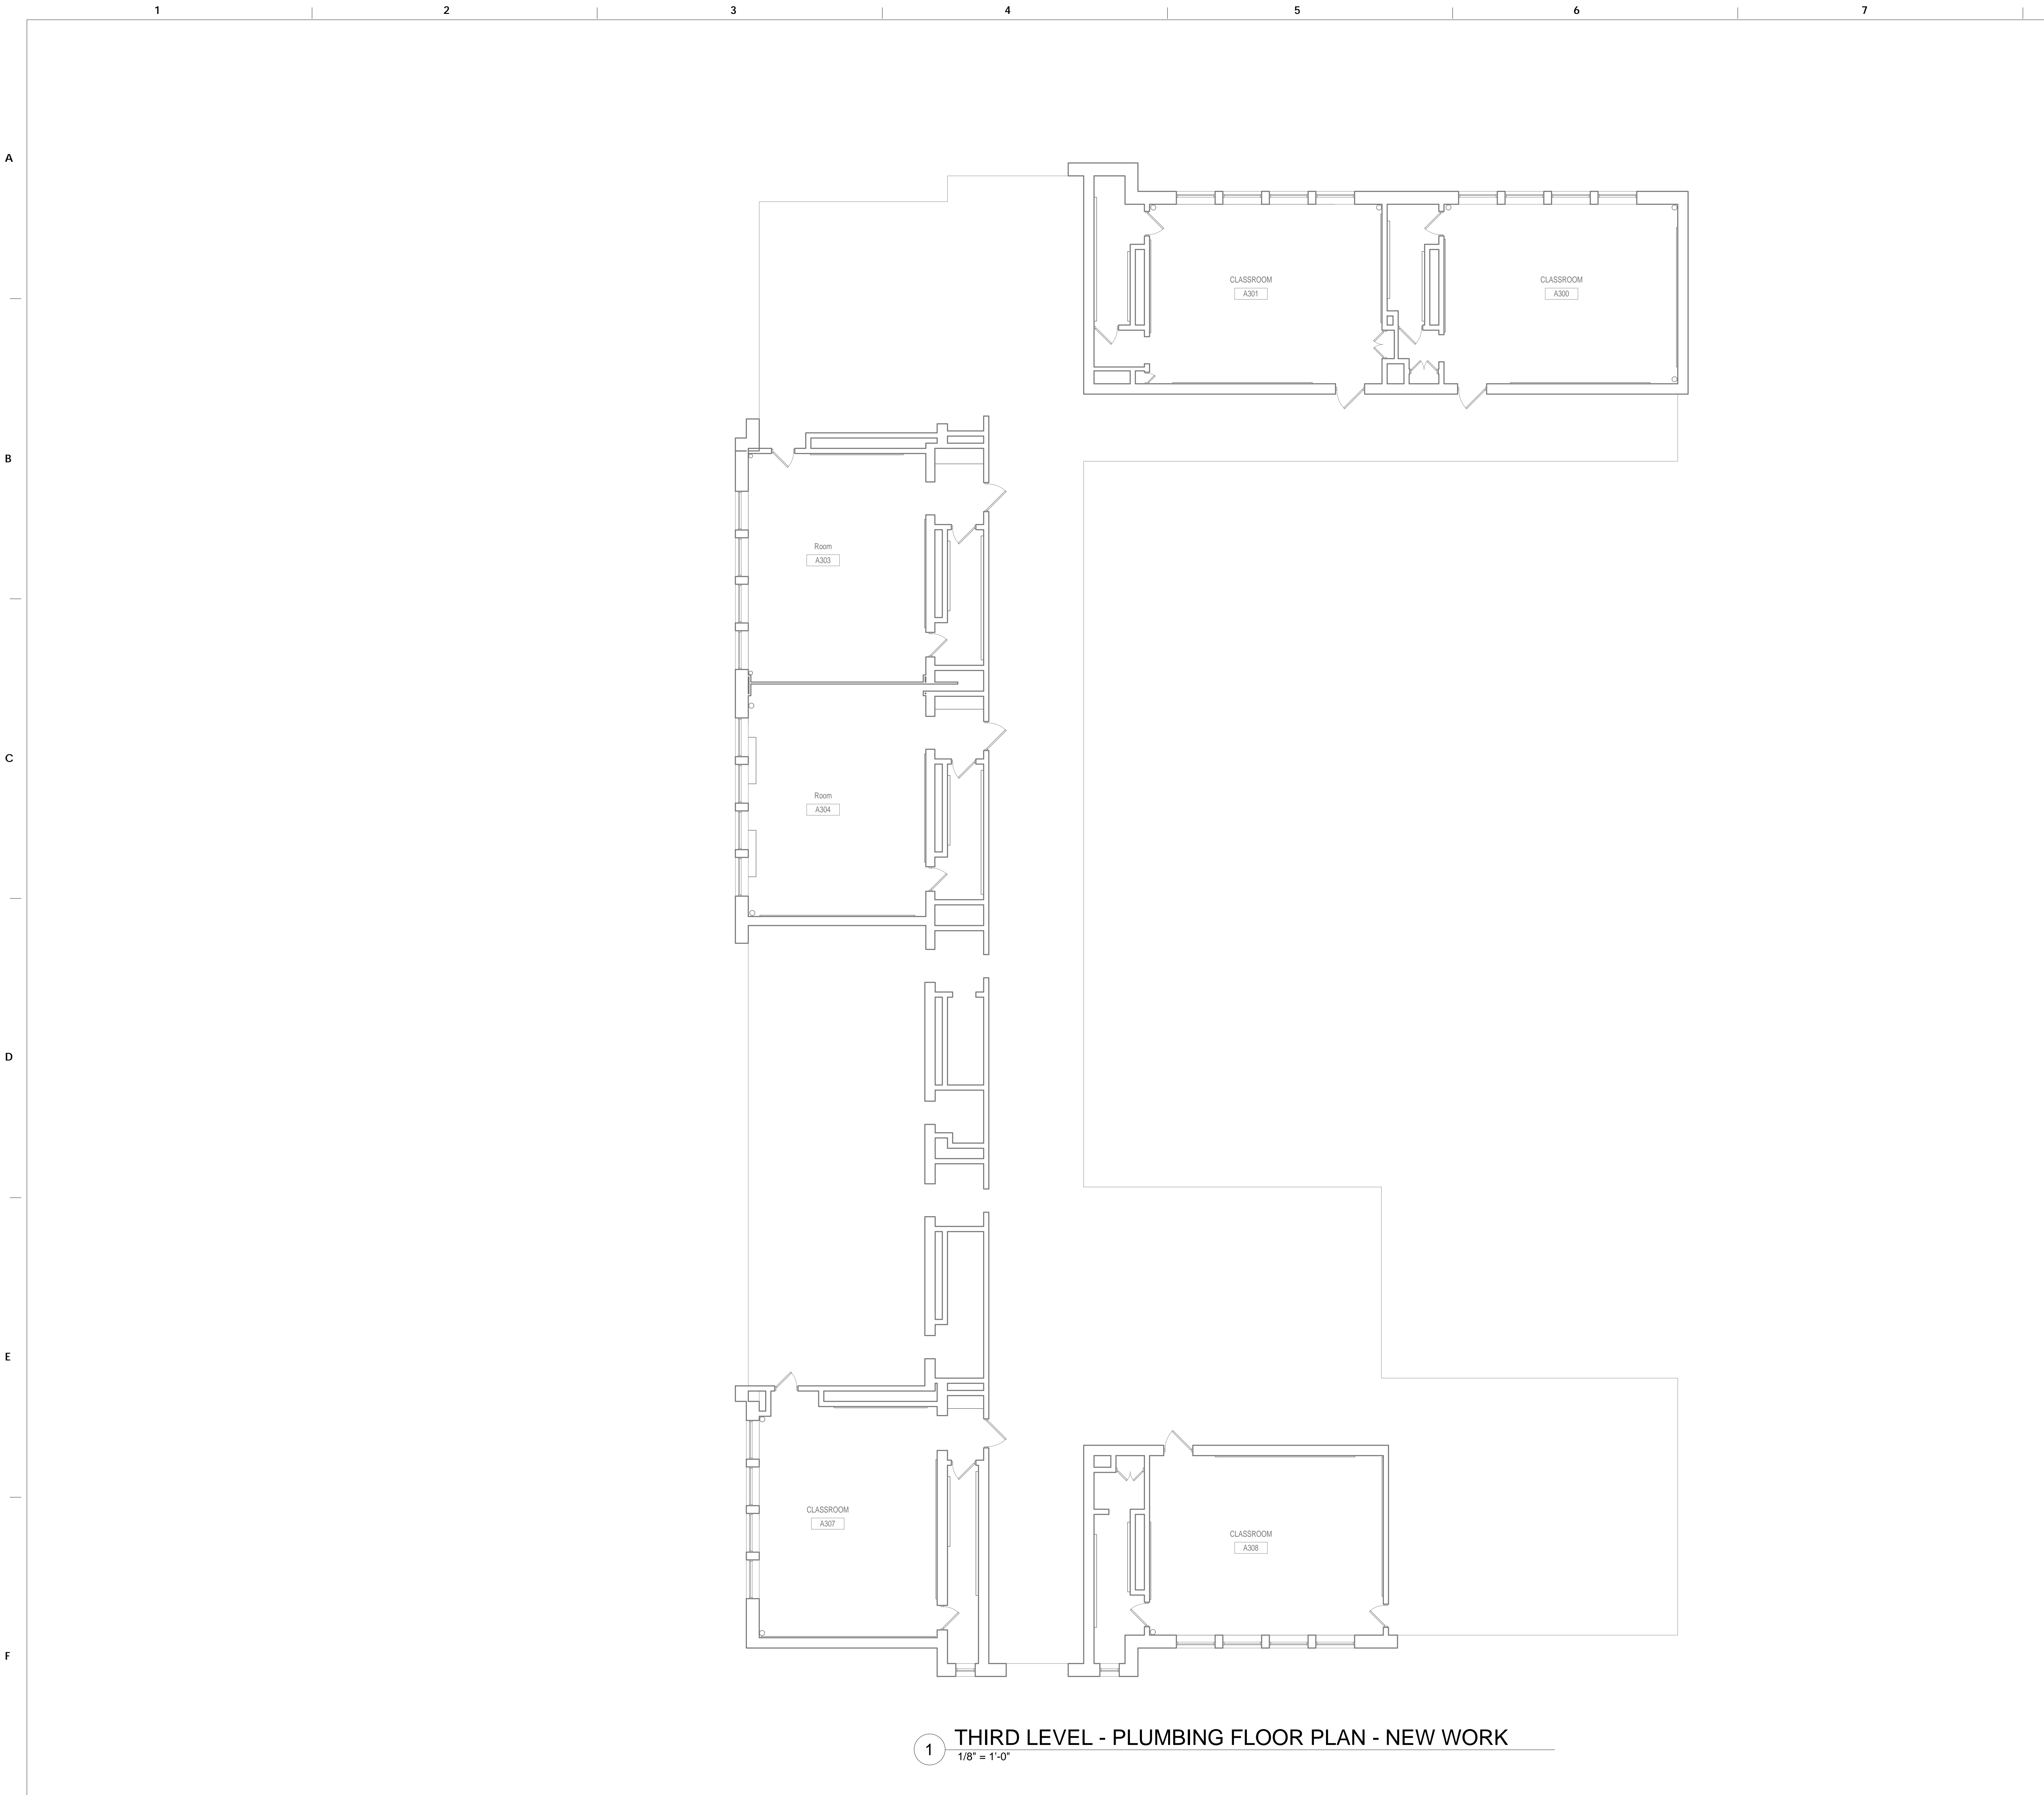 1 2 3 4 5 6 7
A
CLASSROOM
A301
CLASSROOM
A300
B
Room
A303
C
Room
A304
D
E
CLASSROOM
A307
CLASSROOM
A308
F
1 THIRD LEVEL - PLUMBING FLOOR PLAN - NEW WORK
1/8" = 1'-0"